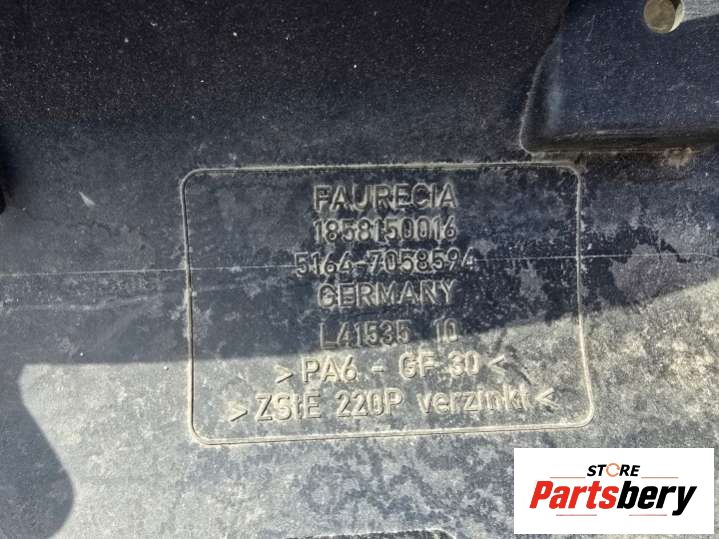 FAURECIA
1858150016
5164-7058594
GERMANY
L41535 10
> PA6 - GF 30 <
> ZStE 220P verzinkt <
STORE
Partsbery